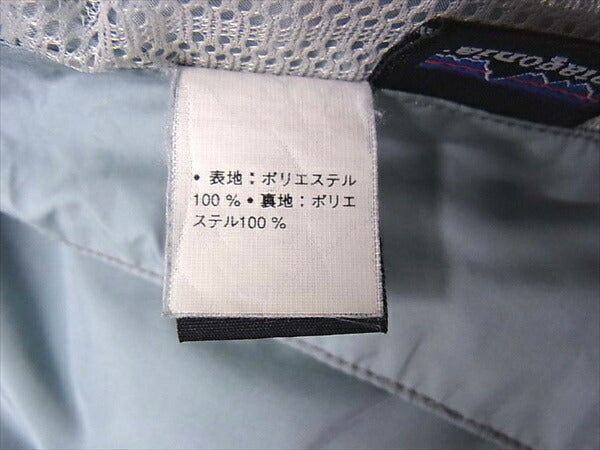 • 表地：ポリエステル
100 % • 裏地：ポリエ
ステル100 %
patagonia